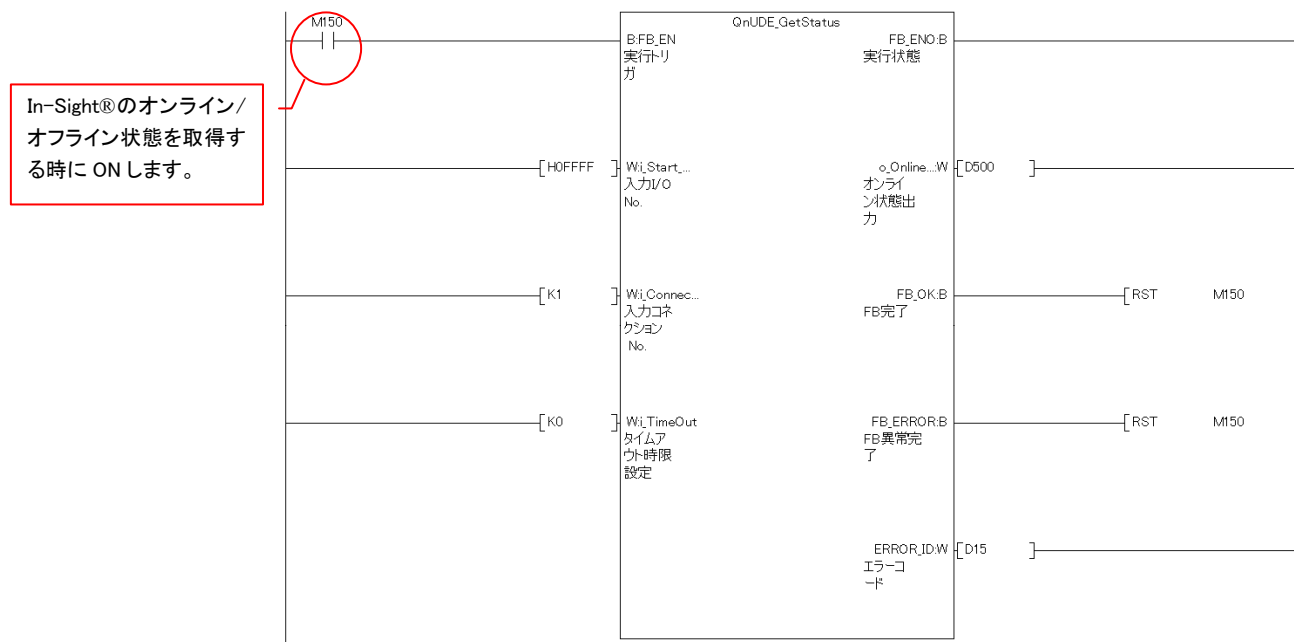 M150
QnUDE_GetStatus
B:FB_EN
実行トリ
ガ
FB_ENO:B
実行状態
In-Sight®のオンライン/
オフライン状態を取得す
る時に ON します。
[ H0FFFF ]
W:i_Start_...
入力I/O
No.
o_Online...:W
オンライ
ン状態出
力
[ D500 ]
[ K1 ]
W:i_Connec...
入力コネ
クション
No.
FB_OK:B
FB完了
[ RST M150
[ K0 ]
W:i_TimeOut
タイムア
ウト時限
設定
FB_ERROR:B
FB異常完
了
[ RST M150
ERROR_ID:W
エラーコ
ード
[ D15 ]